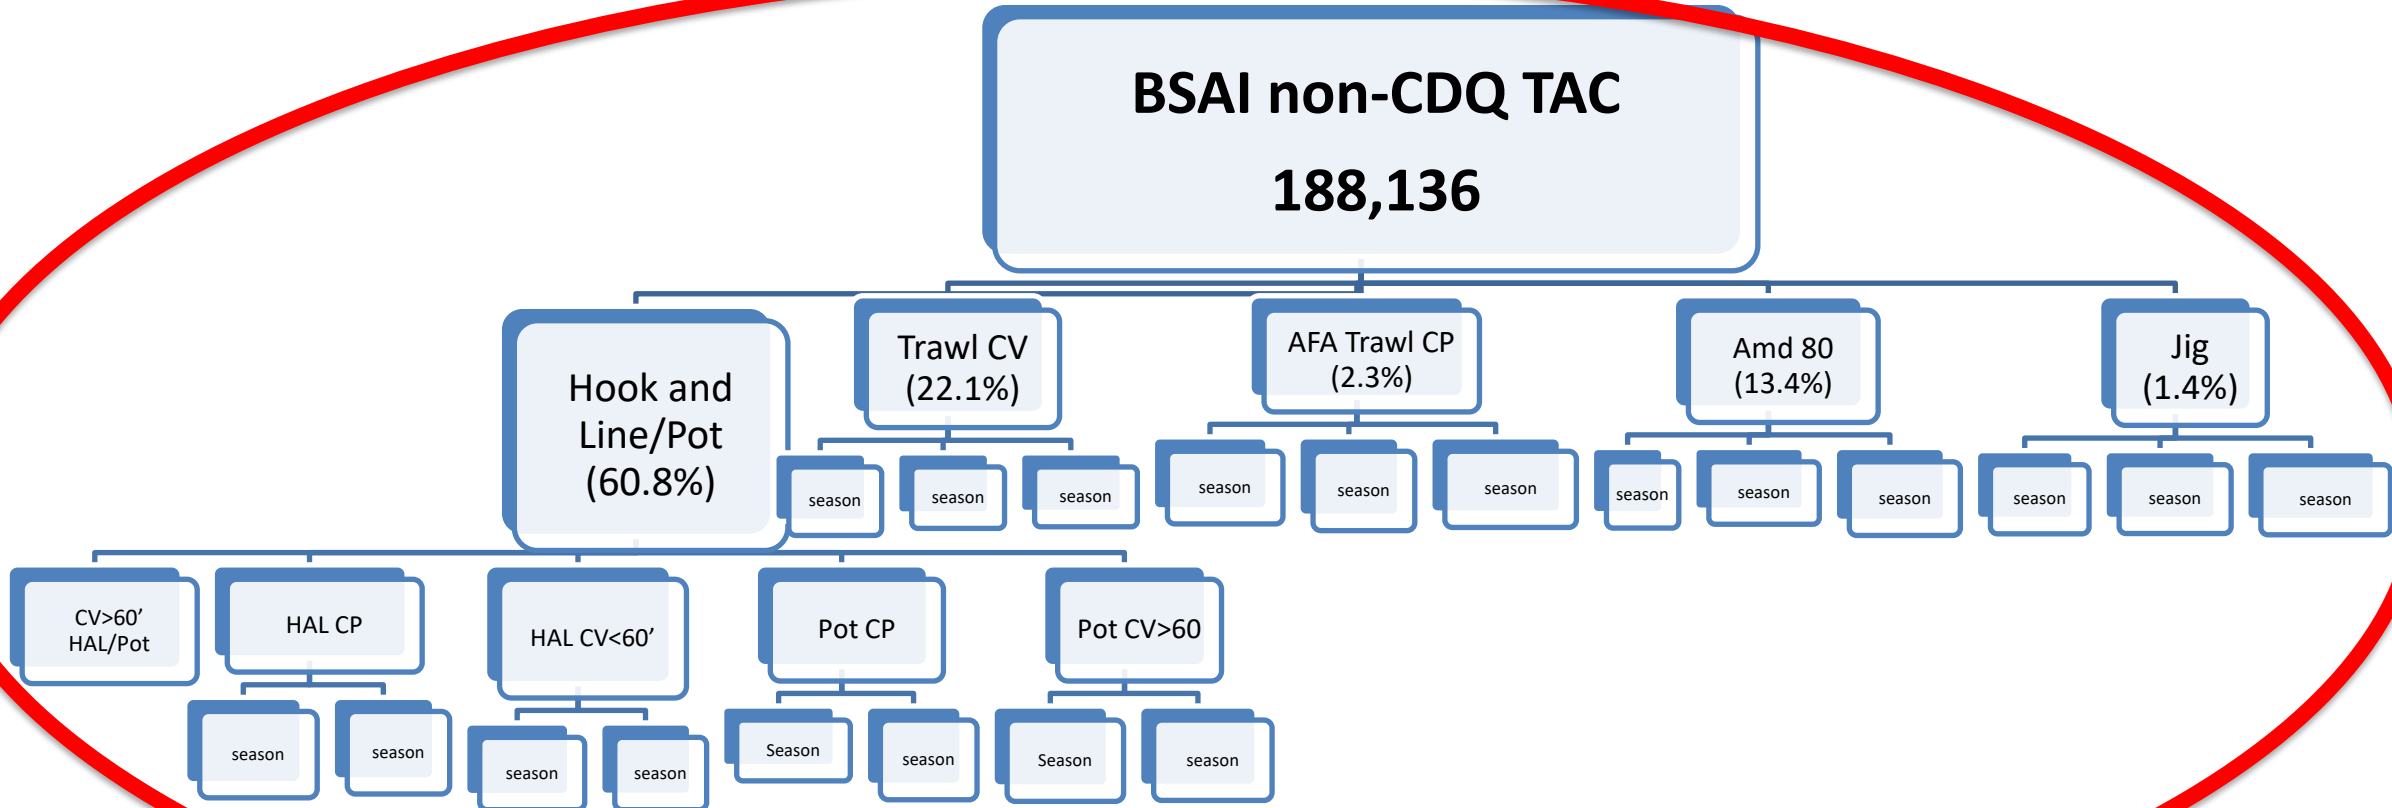 BSAI non-CDQ TAC
188,136
Hook and
Line/Pot
(60.8%)
Trawl CV
(22.1%)
AFA Trawl CP
(2.3%)
Amd 80
(13.4%)
Jig
(1.4%)
season
season
season
season
season
season
season
season
season
season
season
season
CV>60’
HAL/Pot
HAL CP
HAL CV<60’
Pot CP
Pot CV>60
season
season
season
season
Season
season
Season
season